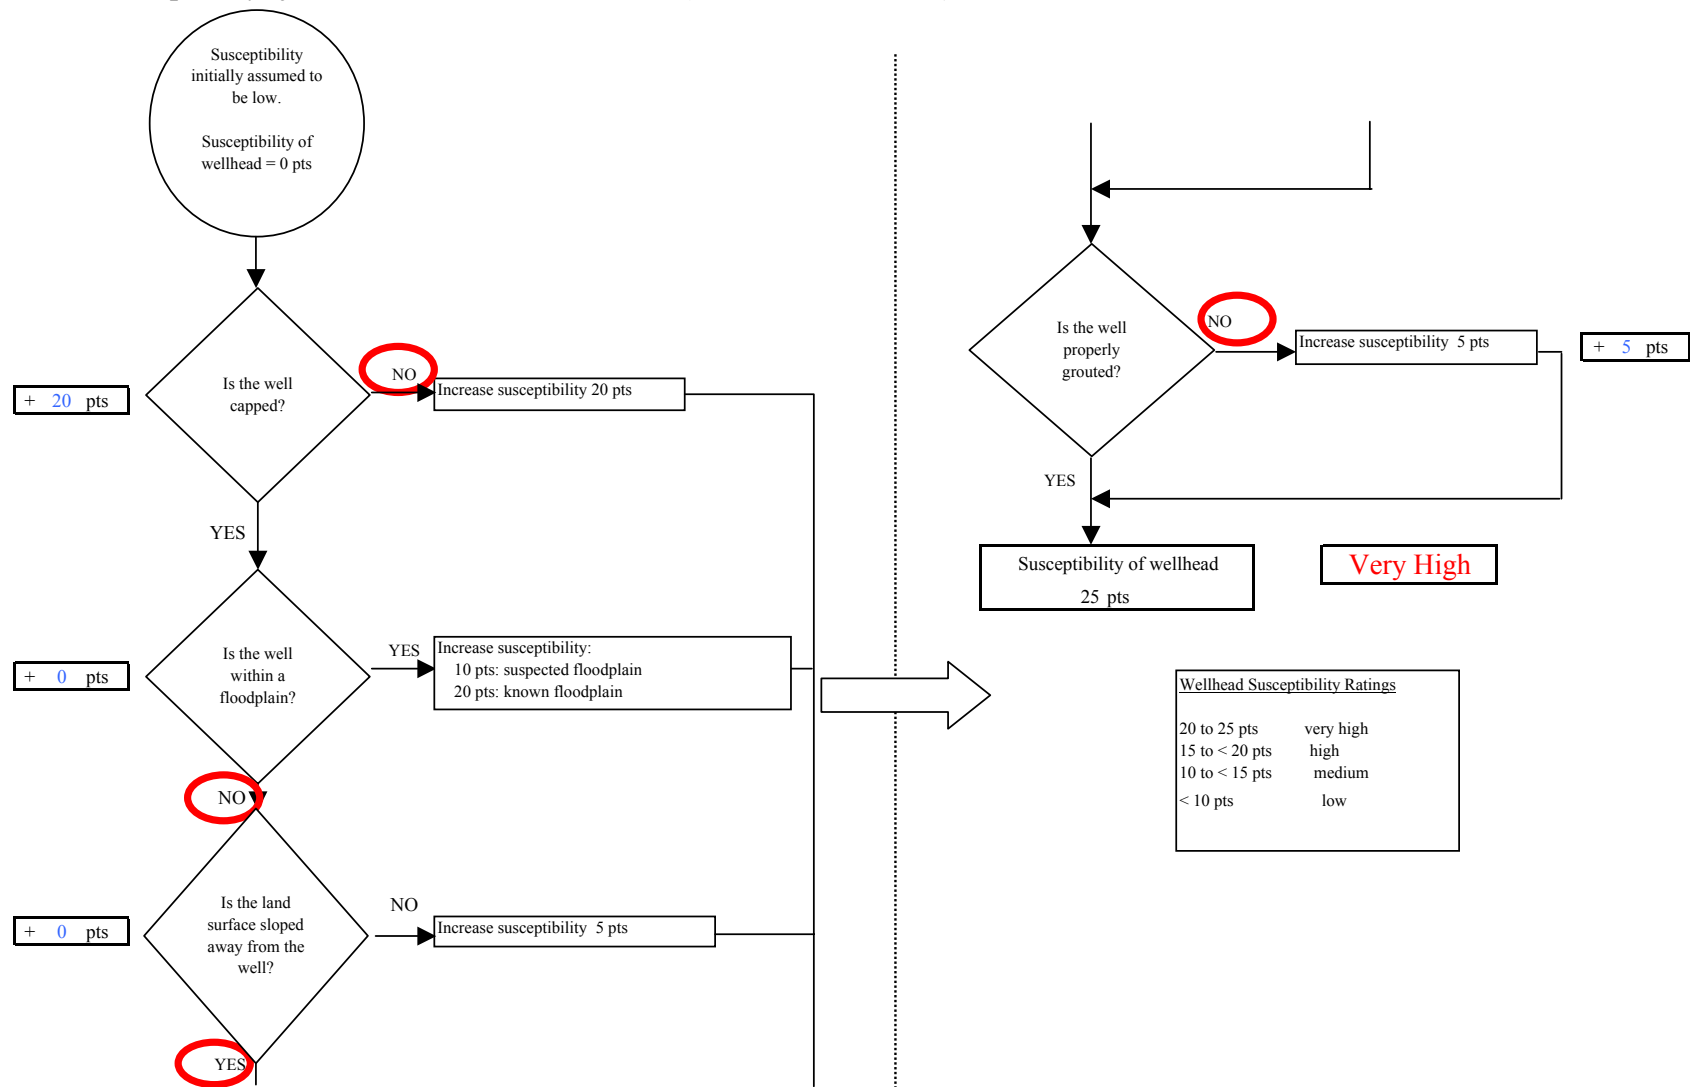 Susceptibility
initially assumed to
be low.
Susceptibility of
wellhead = 0 pts
Is the well
capped?
NO
Increase susceptibility 20 pts
+ 20 pts
YES
Is the well
within a
floodplain?
YES
Increase susceptibility:
10 pts: suspected floodplain
20 pts: known floodplain
+ 0 pts
NO
Is the land
surface sloped
away from the
well?
NO
Increase susceptibility 5 pts
+ 0 pts
YES
Is the well
properly
grouted?
NO
Increase susceptibility 5 pts
+ 5 pts
YES
Susceptibility of wellhead
25 pts
Very High
Wellhead Susceptibility Ratings
20 to 25 pts very high
15 to < 20 pts high
10 to < 15 pts medium
< 10 pts low